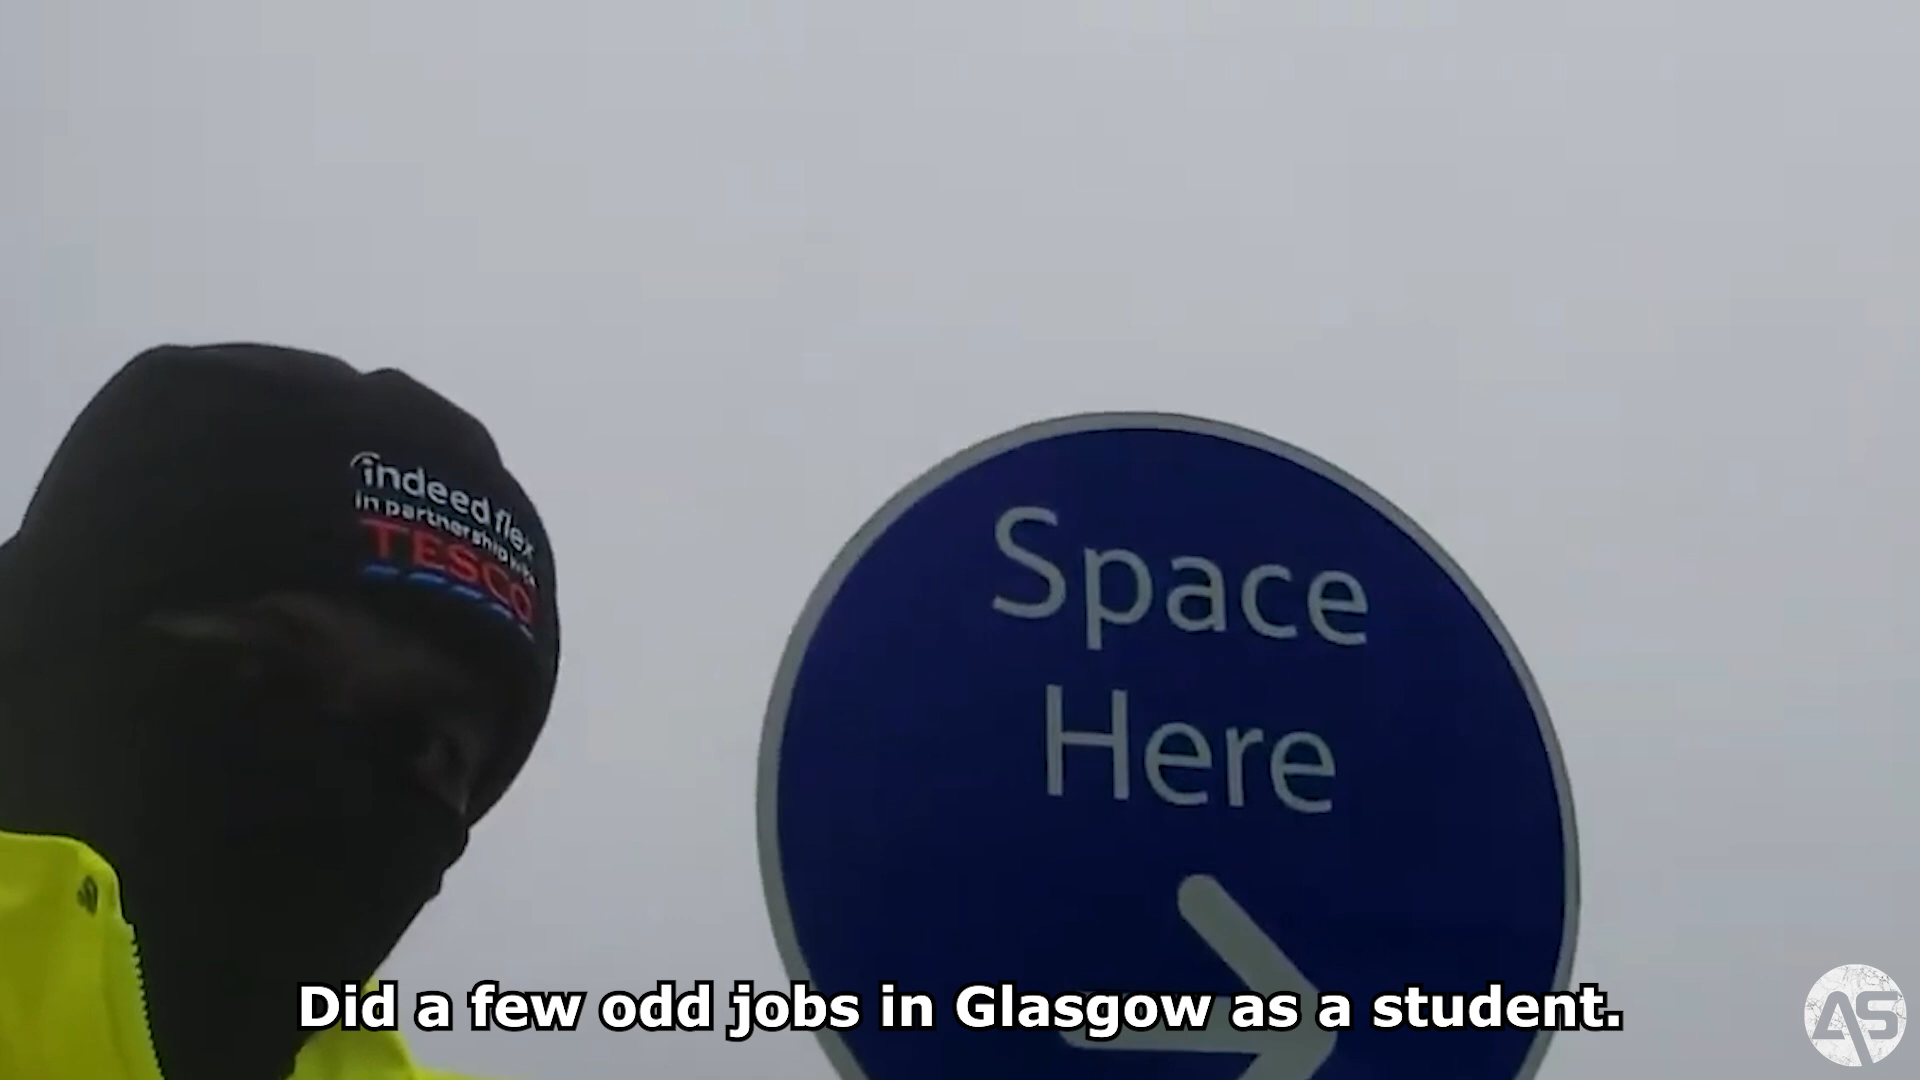 indeed flex
in partnership with
TESCO
Space
Here
Did a few odd jobs in Glasgow as a student.
AS